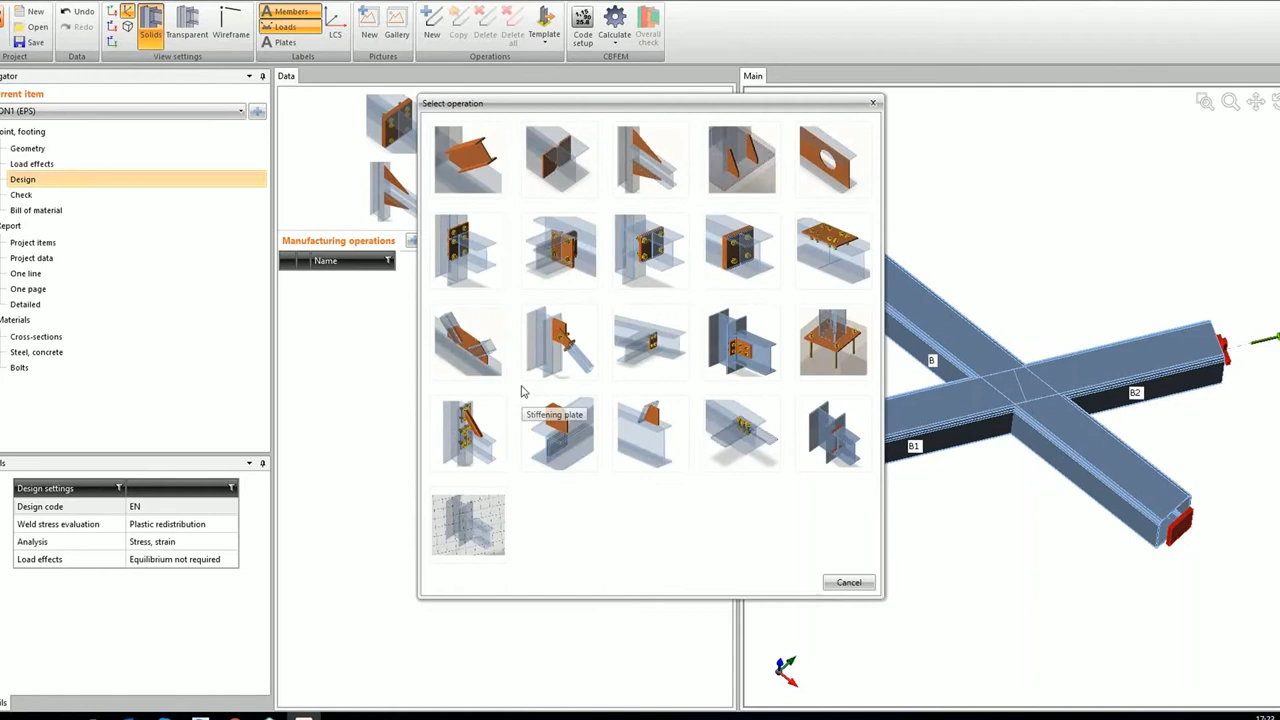 New
Open
Save
Project
Undo
Redo
Data
Solids
Transparent
Wireframe
View settings
Members
Loads
Plates
LCS
Labels
New
Gallery
Pictures
New
Copy
Delete
Delete all
Template
Operations
Code setup
Calculate
Overall check
CBFEM
gator
urrent item
ON1 (EPS)
oint, footing
Geometry
Load effects
Design
Check
Bill of material
eport
Project items
Project data
One line
One page
Detailed
Materials
Cross-sections
Steel, concrete
Bolts
ls
Design settings
Design code EN
Weld stress evaluation Plastic redistribution
Analysis Stress, strain
Load effects Equilibrium not required
ils
Data
Manufacturing operations
Name
Select operation
Stiffening plate
Cancel
Main
B
B2
B1